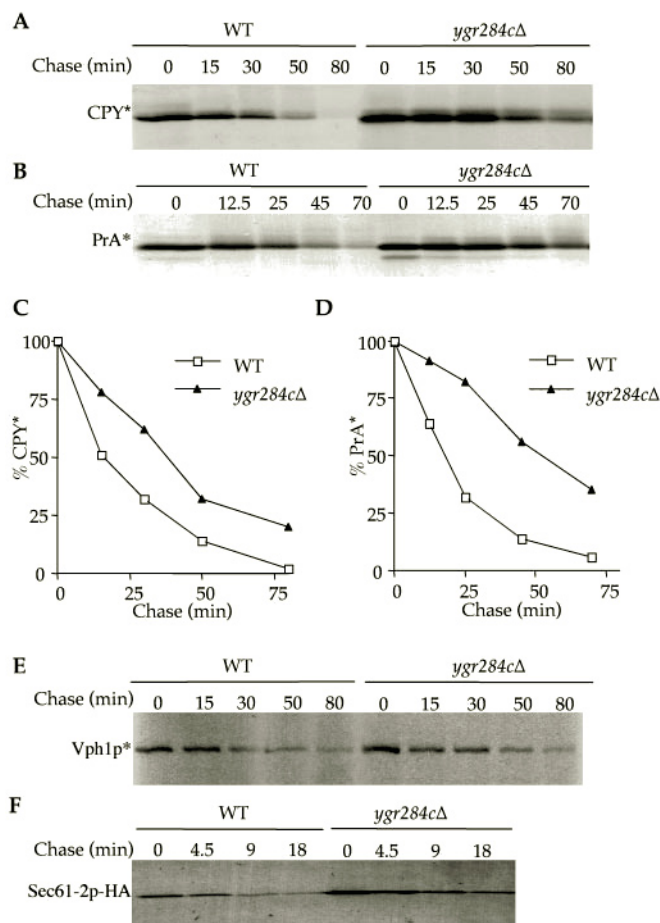 A
WT ygr284cΔ
Chase (min) 0 15 30 50 80 0 15 30 50 80
CPY*
B
WT ygr284cΔ
Chase (min) 0 12.5 25 45 70 0 12.5 25 45 70
PrA*
C
% CPY*
100
75
50
25
0
0 25 50 75
Chase (min)
WT
ygr284cΔ
D
% PrA*
100
75
50
25
0
0 25 50 75
Chase (min)
WT
ygr284cΔ
E
WT ygr284cΔ
Chase (min) 0 15 30 50 80 0 15 30 50 80
Vph1p*
F
WT ygr284cΔ
Chase (min) 0 4.5 9 18 0 4.5 9 18
Sec61-2p-HA